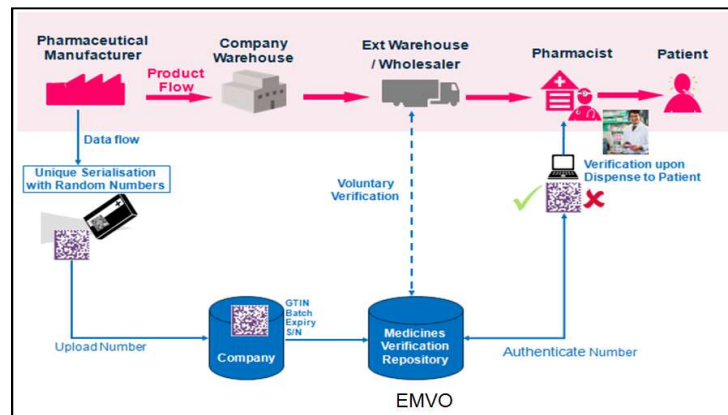 Pharmaceutical
Manufacturer
Company
Warehouse
Ext Warehouse
/ Wholesaler
Pharmacist
Patient
Product
Flow
Data flow
Unique Serialisation
with Random Numbers
Voluntary
Verification
Verification upon
Dispense to Patient
Upload Number
Company
GTIN
Batch
Expiry
S/N
Medicines
Verification
Repository
Authenticate Number
EMVO